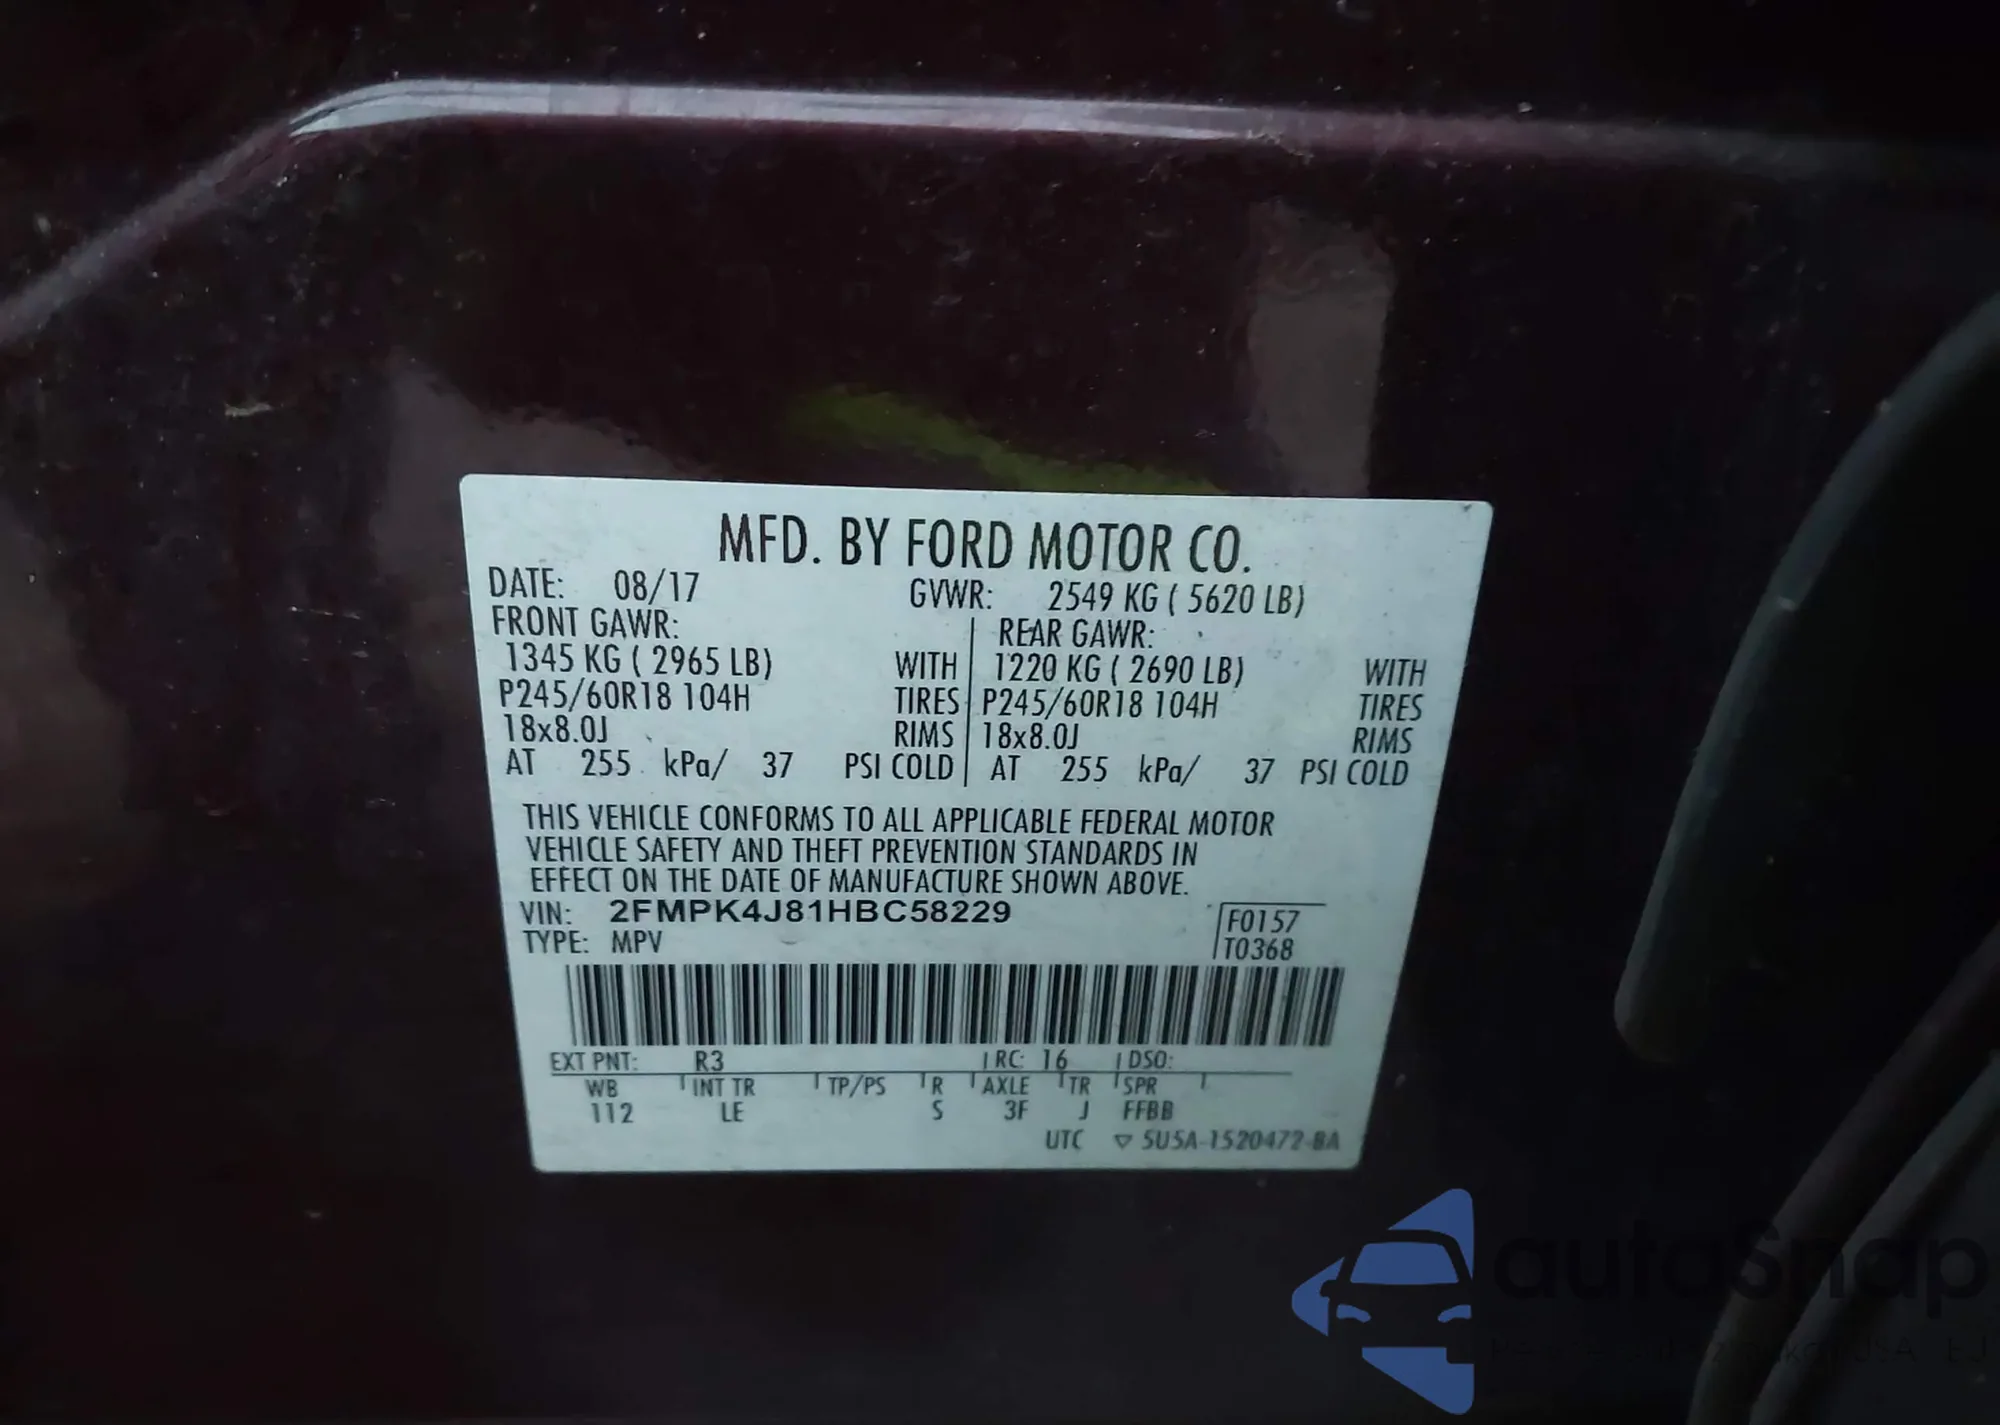 MFD. BY FORD MOTOR CO.
DATE: 08/17 GVWR: 2549 KG ( 5620 LB)
FRONT GAWR: REAR GAWR:
1345 KG ( 2965 LB) WITH 1220 KG ( 2690 LB) WITH
P245/60R18 104H TIRES P245/60R18 104H TIRES
18x8.0J RIMS 18x8.0J RIMS
AT 255 kPa/ 37 PSI COLD AT 255 kPa/ 37 PSI COLD
THIS VEHICLE CONFORMS TO ALL APPLICABLE FEDERAL MOTOR
VEHICLE SAFETY AND THEFT PREVENTION STANDARDS IN
EFFECT ON THE DATE OF MANUFACTURE SHOWN ABOVE.
VIN: 2FMPK4J81HBC58229 F0157
TYPE: MPV T0368
EXT PNT: R3 RC: 16 DSO:
WB INT TR TP/PS R AXLE TR SPR
112 LE S 3F J FFBB
UTC ▽ 5U5A-1520472-BA
autoSnap